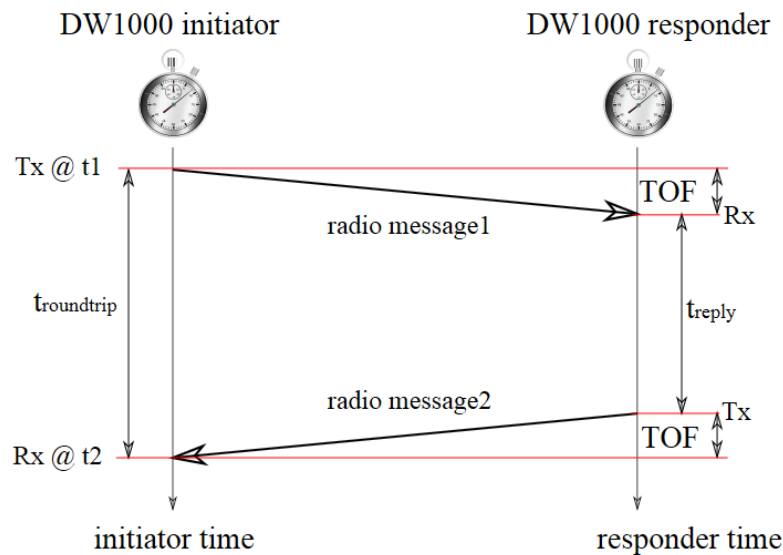 DW1000 initiator
DW1000 responder
Tx @ t1
TOF
Rx
radio message1
troundtrip
treply
radio message2
Tx
TOF
Rx @ t2
initiator time
responder time